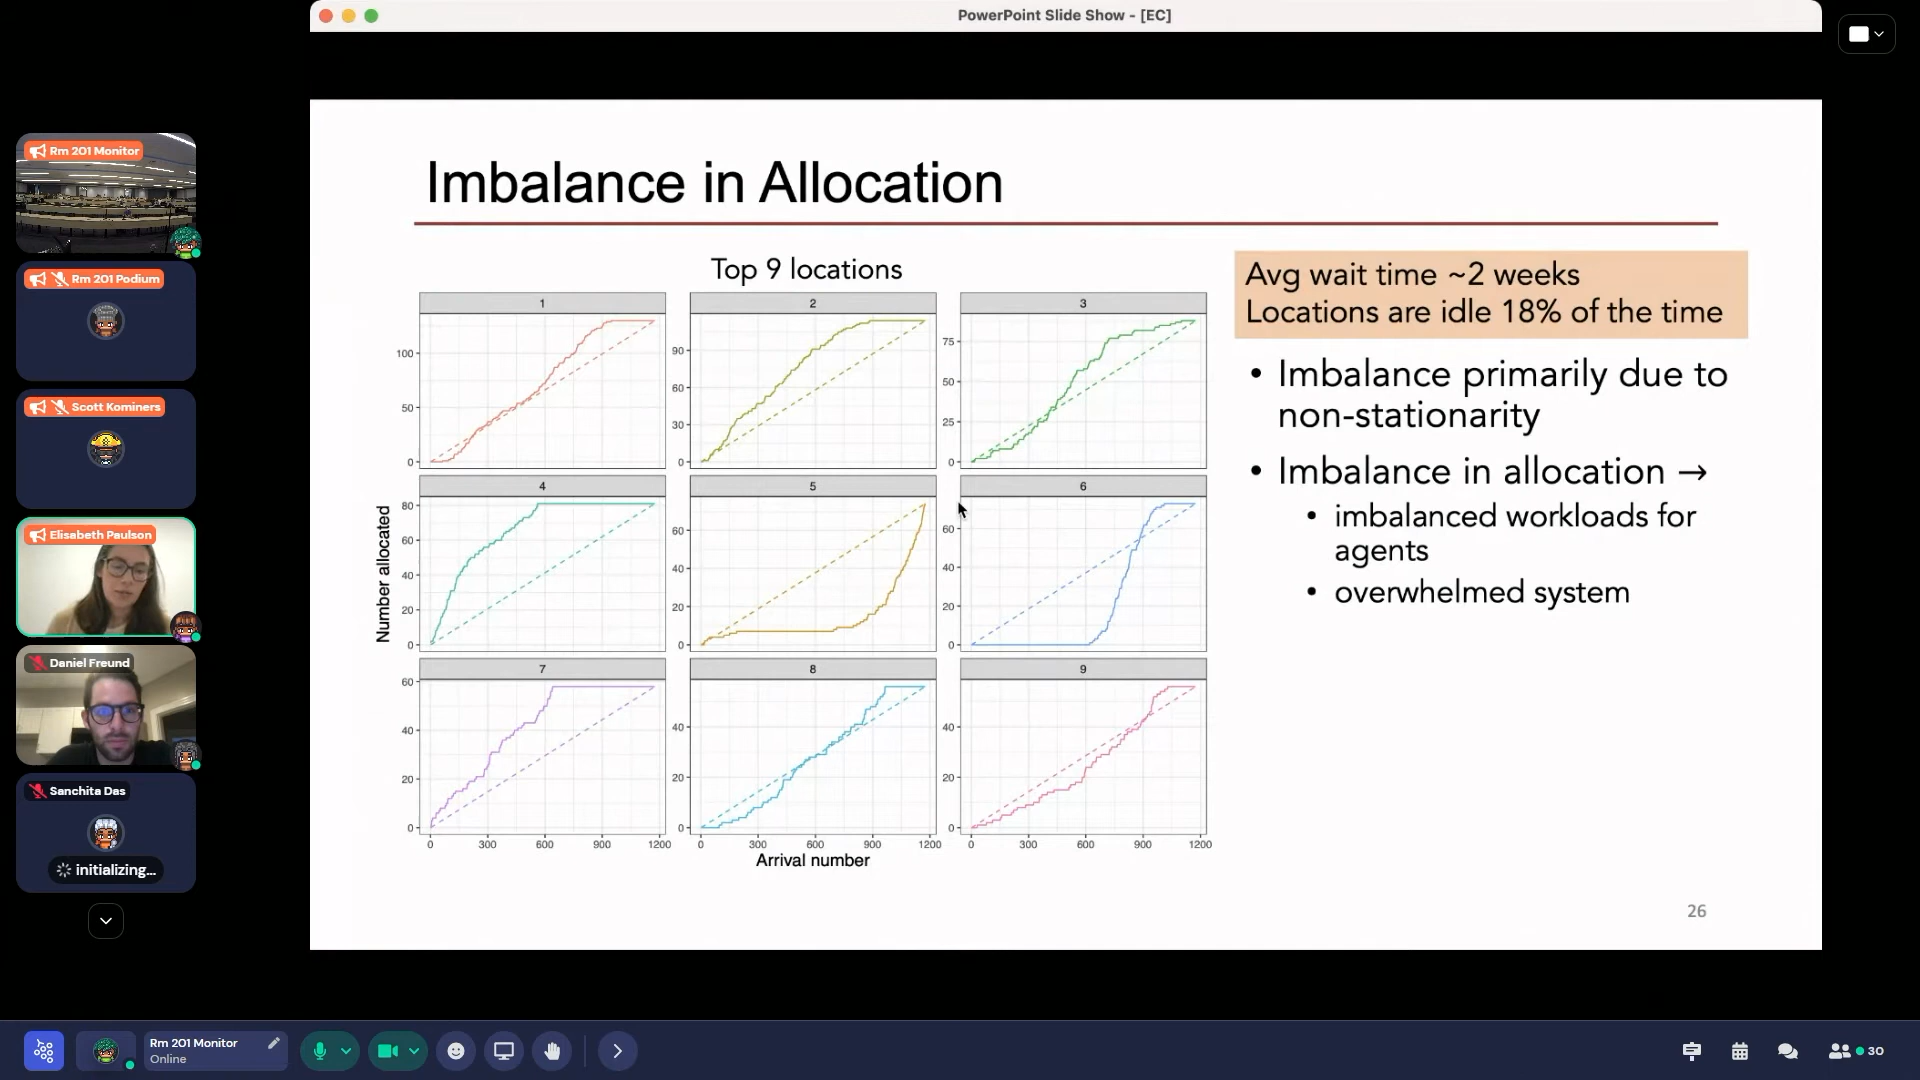 PowerPoint Slide Show - [EC]
Rm 201 Monitor
Rm 201 Podium
Scott Kominers
Elisabeth Paulson
Daniel Freund
Sanchita Das
initializing...
Imbalance in Allocation
Top 9 locations
1
2
3
100
50
0
90
60
30
0
75
50
25
0
4
5
6
80
60
40
20
0
60
40
20
0
60
40
20
0
7
8
9
60
40
20
0
40
20
0
40
20
0
0 300 600 900 1200
0 300 600 900 1200
0 300 600 900 1200
Number allocated
Arrival number
Avg wait time ~2 weeks
Locations are idle 18% of the time
• Imbalance primarily due to
non-stationarity
• Imbalance in allocation →
• imbalanced workloads for
agents
• overwhelmed system
26
Rm 201 Monitor
Online
30